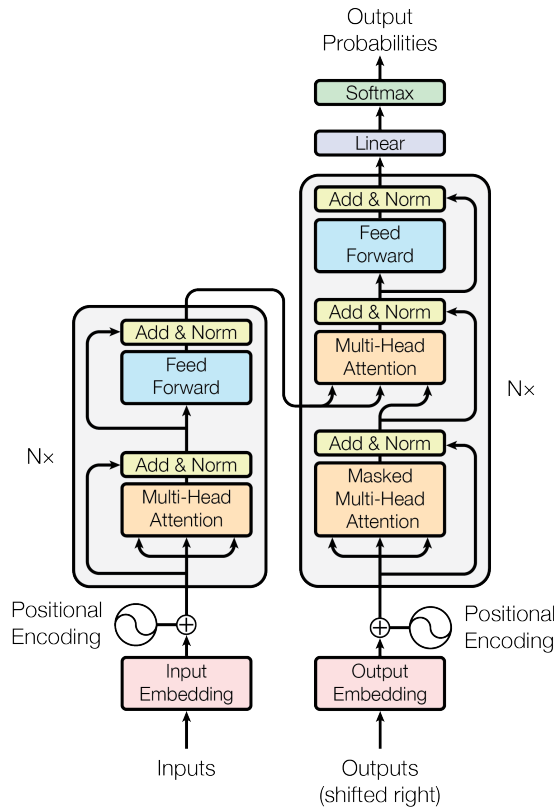 Output
Probabilities
Softmax
Linear
Add & Norm
Feed
Forward
Add & Norm
Multi-Head
Attention
Add & Norm
Masked
Multi-Head
Attention
N×
Add & Norm
Feed
Forward
Add & Norm
Multi-Head
Attention
N×
Positional
Encoding
Positional
Encoding
Input
Embedding
Output
Embedding
Inputs
Outputs
(shifted right)